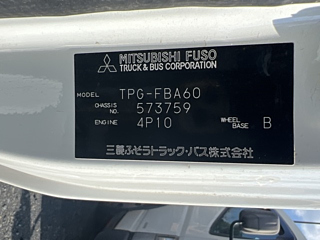 MITSUBISHI FUSO
TRUCK & BUS CORPORATION
MODEL TPG-FBA60
CHASSIS NO. 573759
ENGINE 4P10 WHEEL BASE B
三菱ふそうトラック・バス株式会社